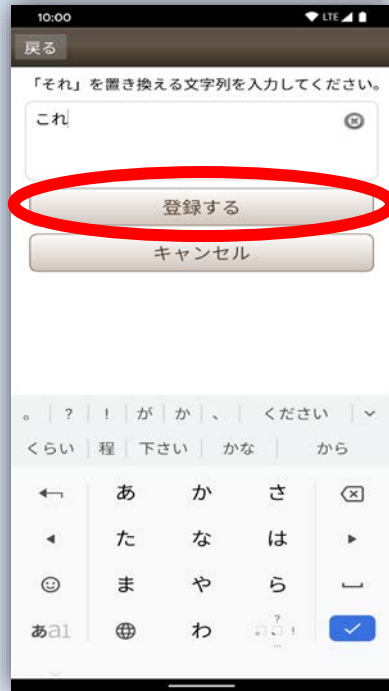 10:00 LTE
戻る
「それ」を置き換える文字列を入力してください。
これ
登録する
キャンセル
。 ? ! が か 、 ください
くらい 程 下さい かな から
あ か さ
た な は
ま や ら
あa1 わ 、。?!…